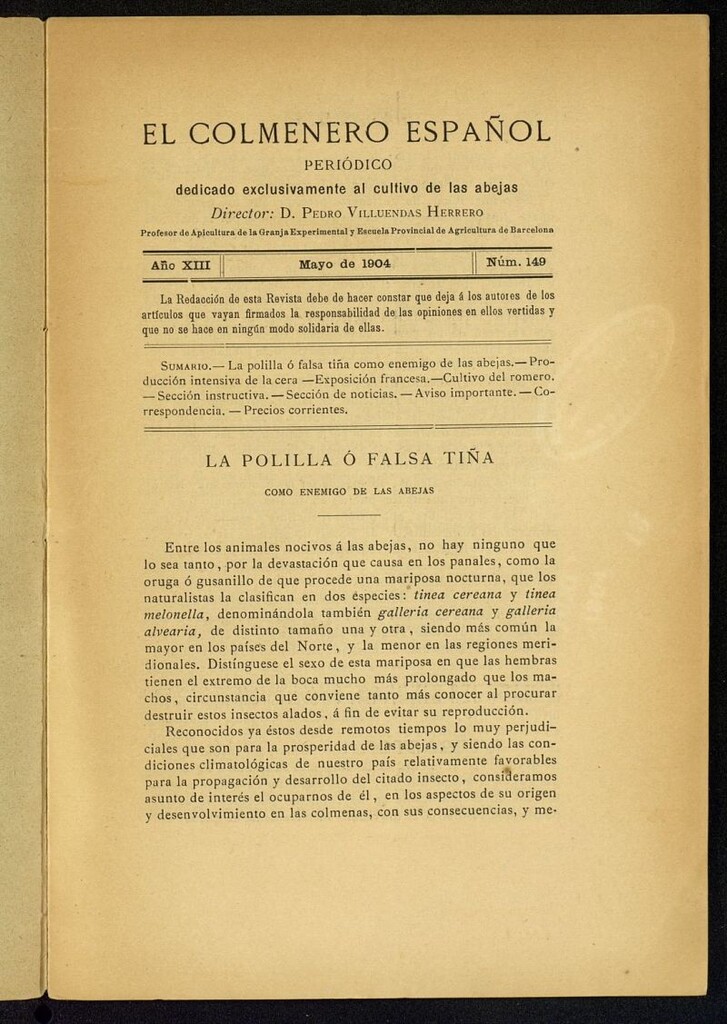 EL COLMENERO ESPAÑOL
PERIÓDICO
dedicado exclusivamente al cultivo de las abejas
Director: D. Pedro Villuendas Herrero
Profesor de Apicultura de la Granja Experimental y Escuela Provincial de Agricultura de Barcelona
Año XIII
Mayo de 1904
Núm. 149
La Redacción de esta Revista debe de hacer constar que deja á los autores de los
artículos que vayan firmados la responsabilidad de las opiniones en ellos vertidas y
que no se hace en ningún modo solidaria de ellas.
Sumario.— La polilla ó falsa tiña como enemigo de las abejas.— Pro-
ducción intensiva de la cera —Exposición francesa.—Cultivo del romero.
— Sección instructiva. — Sección de noticias. — Aviso importante. — Co-
rrespondencia. — Precios corrientes.
LA POLILLA Ó FALSA TIÑA
COMO ENEMIGO DE LAS ABEJAS
Entre los animales nocivos á las abejas, no hay ninguno que
lo sea tanto, por la devastación que causa en los panales, como la
oruga ó gusanillo de que procede una mariposa nocturna, que los
naturalistas la clasifican en dos especies: tinea cereana y tinea
melonella, denominándola también galleria cereana y galleria
alvearia, de distinto tamaño una y otra, siendo más común la
mayor en los países del Norte, y la menor en las regiones meri-
dionales. Distínguese el sexo de esta mariposa en que las hembras
tienen el extremo de la boca mucho más prolongado que los ma-
chos, circunstancia que conviene tanto más conocer al procurar
destruir estos insectos alados, á fin de evitar su reproducción.
Reconocidos ya éstos desde remotos tiempos lo muy perjudi-
ciales que son para la prosperidad de las abejas, y siendo las con-
diciones climatológicas de nuestro país relativamente favorables
para la propagación y desarrollo del citado insecto, consideramos
asunto de interés el ocuparnos de él, en los aspectos de su origen
y desenvolvimiento en las colmenas, con sus consecuencias, y me-